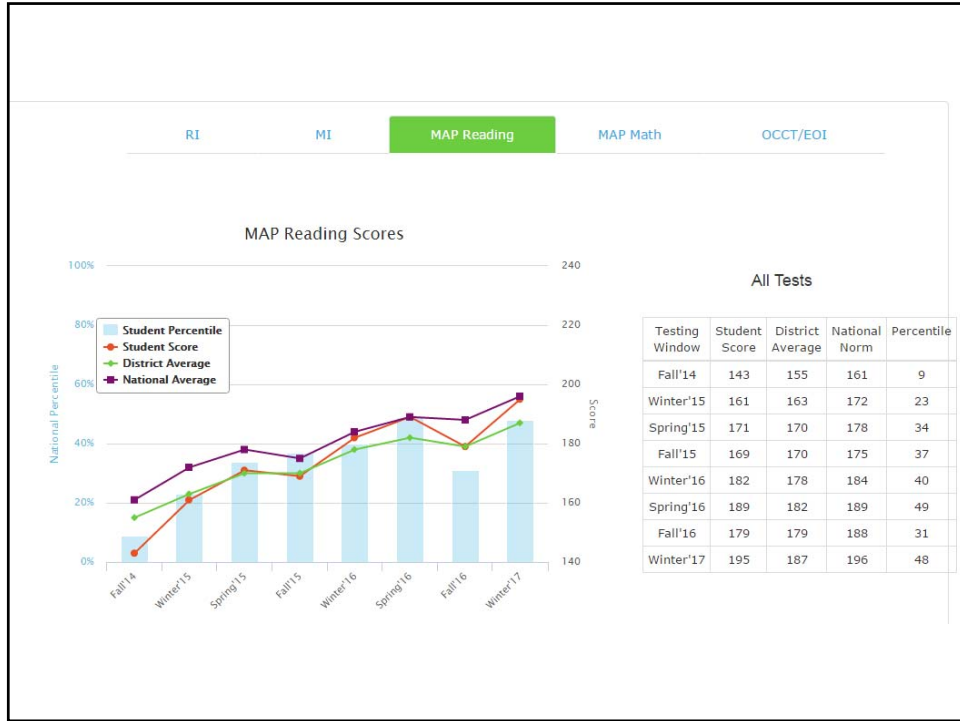 RI MI MAP Reading MAP Math OCCT/EOI
MAP Reading Scores
100%
80%
60%
40%
20%
0%
National Percentile
Student Percentile
Student Score
District Average
National Average
240
220
200
180
160
140
Score
Fall'14 Winter'15 Spring'15 Fall'15 Winter'16 Spring'16 Fall'16 Winter'17
All Tests
Testing Student District National Percentile
Window Score Average Norm
Fall'14 143 155 161 9
Winter'15 161 163 172 23
Spring'15 171 170 178 34
Fall'15 169 170 175 37
Winter'16 182 178 184 40
Spring'16 189 182 189 49
Fall'16 179 179 188 31
Winter'17 195 187 196 48